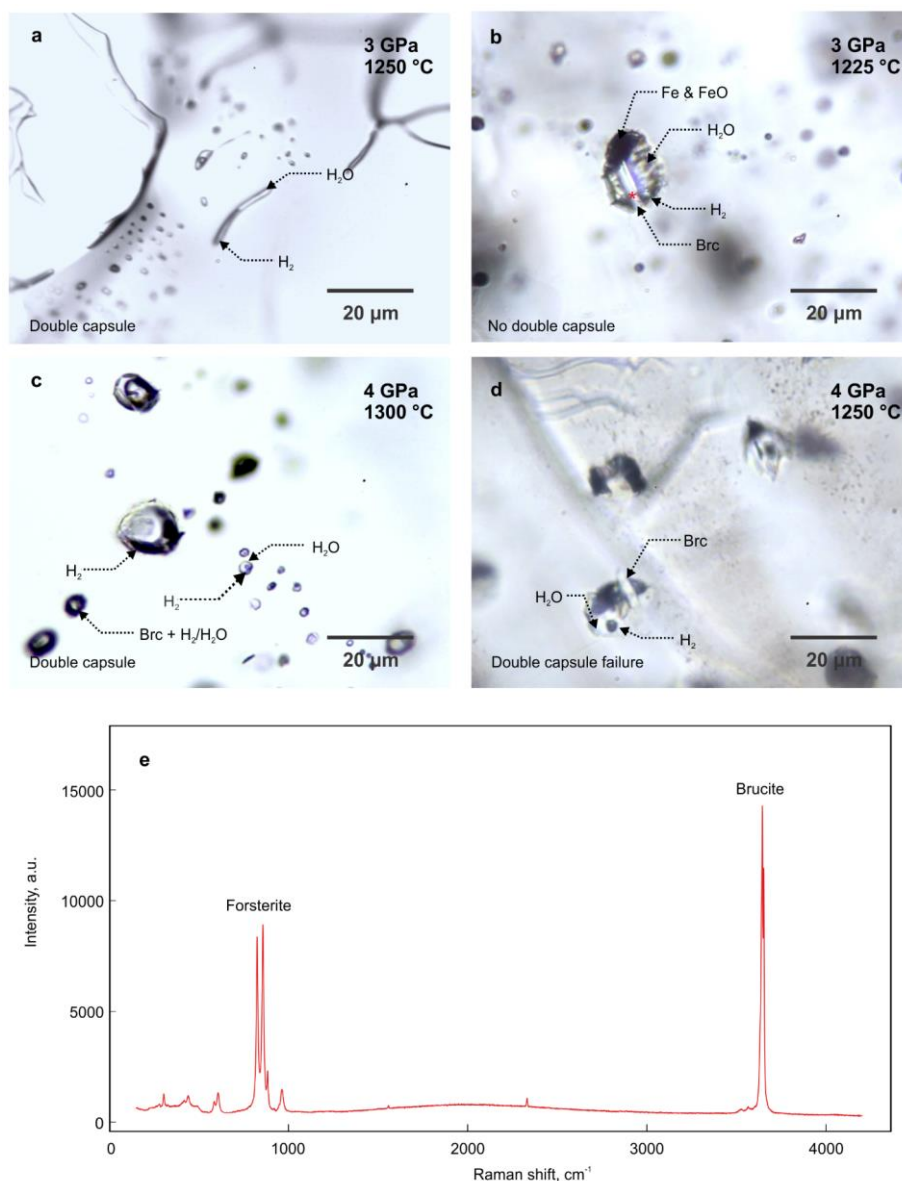 a
3 GPa
1250 °C
H₂O
H₂
20 µm
Double capsule
b
3 GPa
1225 °C
Fe & FeO
H₂O
H₂
Brc
20 µm
No double capsule
c
4 GPa
1300 °C
H₂
H₂O
H₂
Brc + H₂/H₂O
20 µm
Double capsule
d
4 GPa
1250 °C
Brc
H₂O
H₂
20 µm
Double capsule failure
e
Brucite
Forsterite
15000
10000
5000
0
Intensity, a.u.
0 1000 2000 3000 4000
Raman shift, cm⁻¹